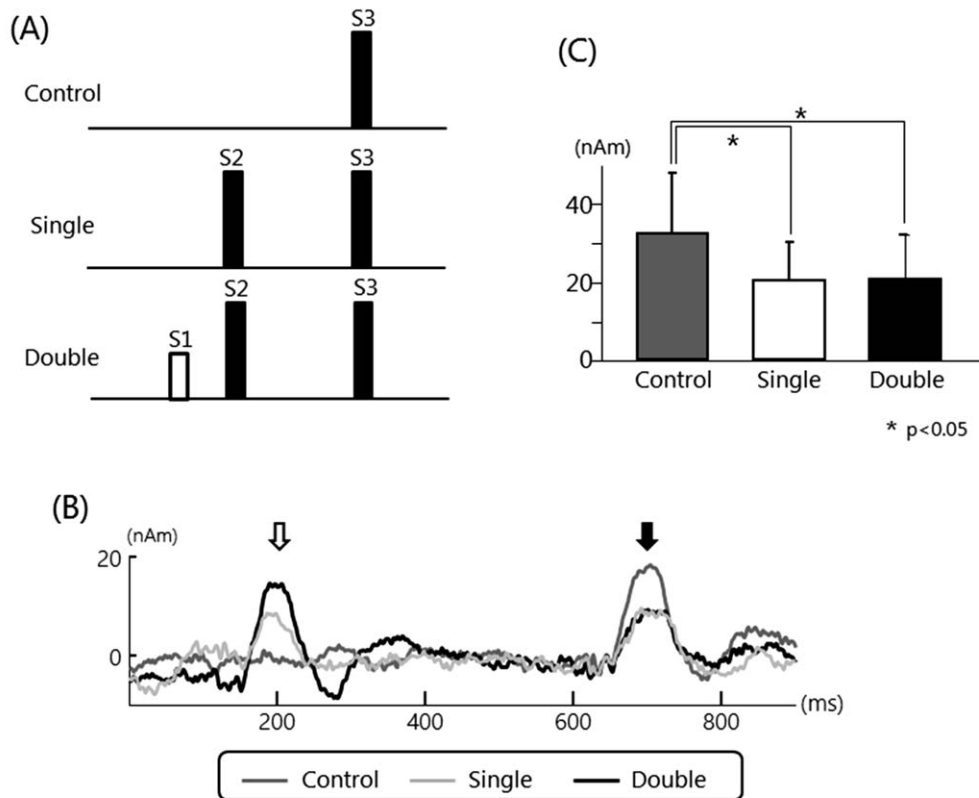 (A)
S3
Control
S2 S3
Single
S2 S3
S1
Double
(C)
(nAm)
*
*
40
20
0
Control Single Double
* p<0.05
(B)
(nAm)
20
0
200 400 600 800 (ms)
Control Single Double